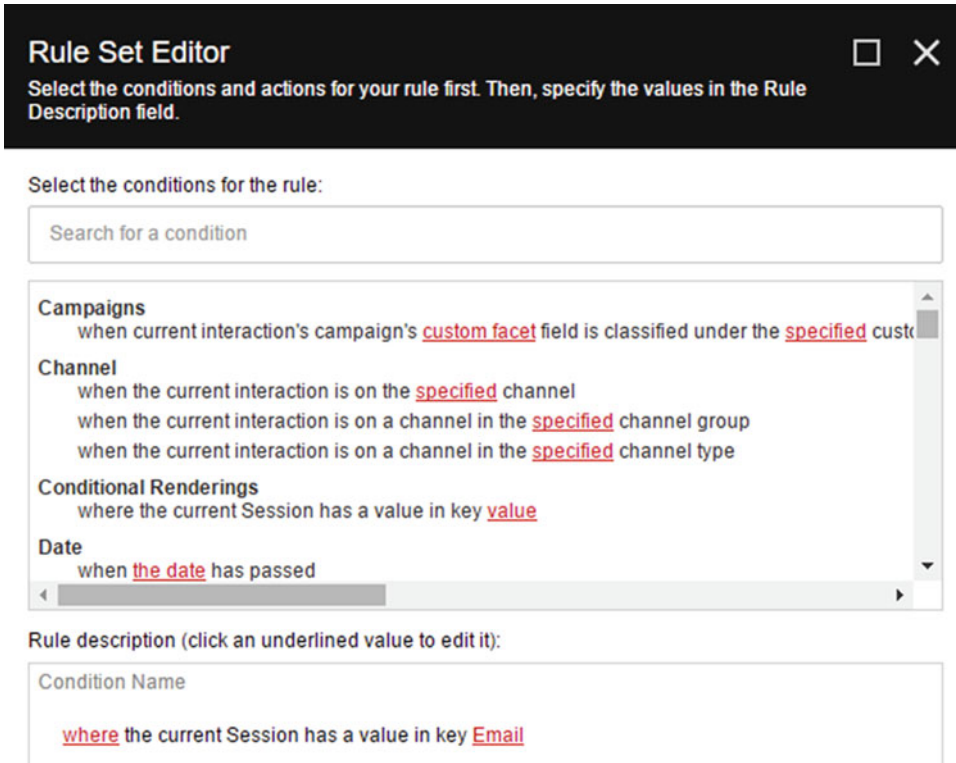 Rule Set Editor
Select the conditions and actions for your rule first. Then, specify the values in the Rule
Description field.
Select the conditions for the rule:
Search for a condition
Campaigns
when current interaction's campaign's custom facet field is classified under the specified custo
Channel
when the current interaction is on the specified channel
when the current interaction is on a channel in the specified channel group
when the current interaction is on a channel in the specified channel type
Conditional Renderings
where the current Session has a value in key value
Date
when the date has passed
Rule description (click an underlined value to edit it):
Condition Name
where the current Session has a value in key Email